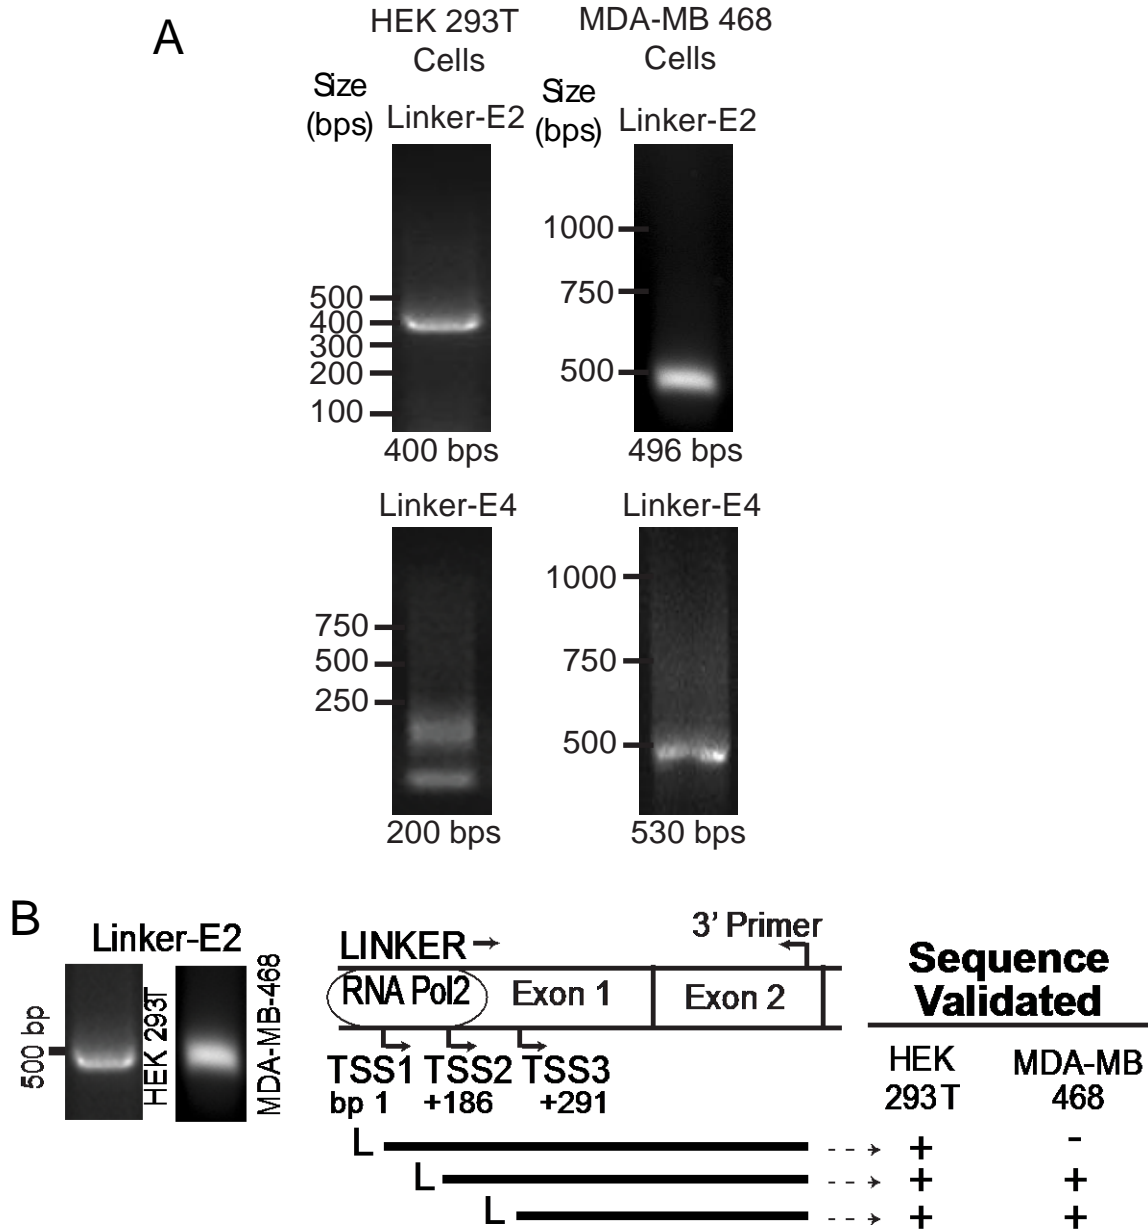 A
HEK 293T
Cells
MDA-MB 468
Cells
Size
(bps)
Linker-E2
Size
(bps)
Linker-E2
500
400
300
200
100
1000
750
500
400 bps
496 bps
Linker-E4
Linker-E4
750
500
250
1000
750
500
200 bps
530 bps
B
Linker-E2
500 bp
HEK 293T
MDA-MB-468
LINKER
3' Primer
RNA Pol2
Exon 1
Exon 2
TSS1 TSS2 TSS3
bp 1 +186 +291
Sequence
Validated
HEK
293T
MDA-MB
468
L + -
L + +
L + +